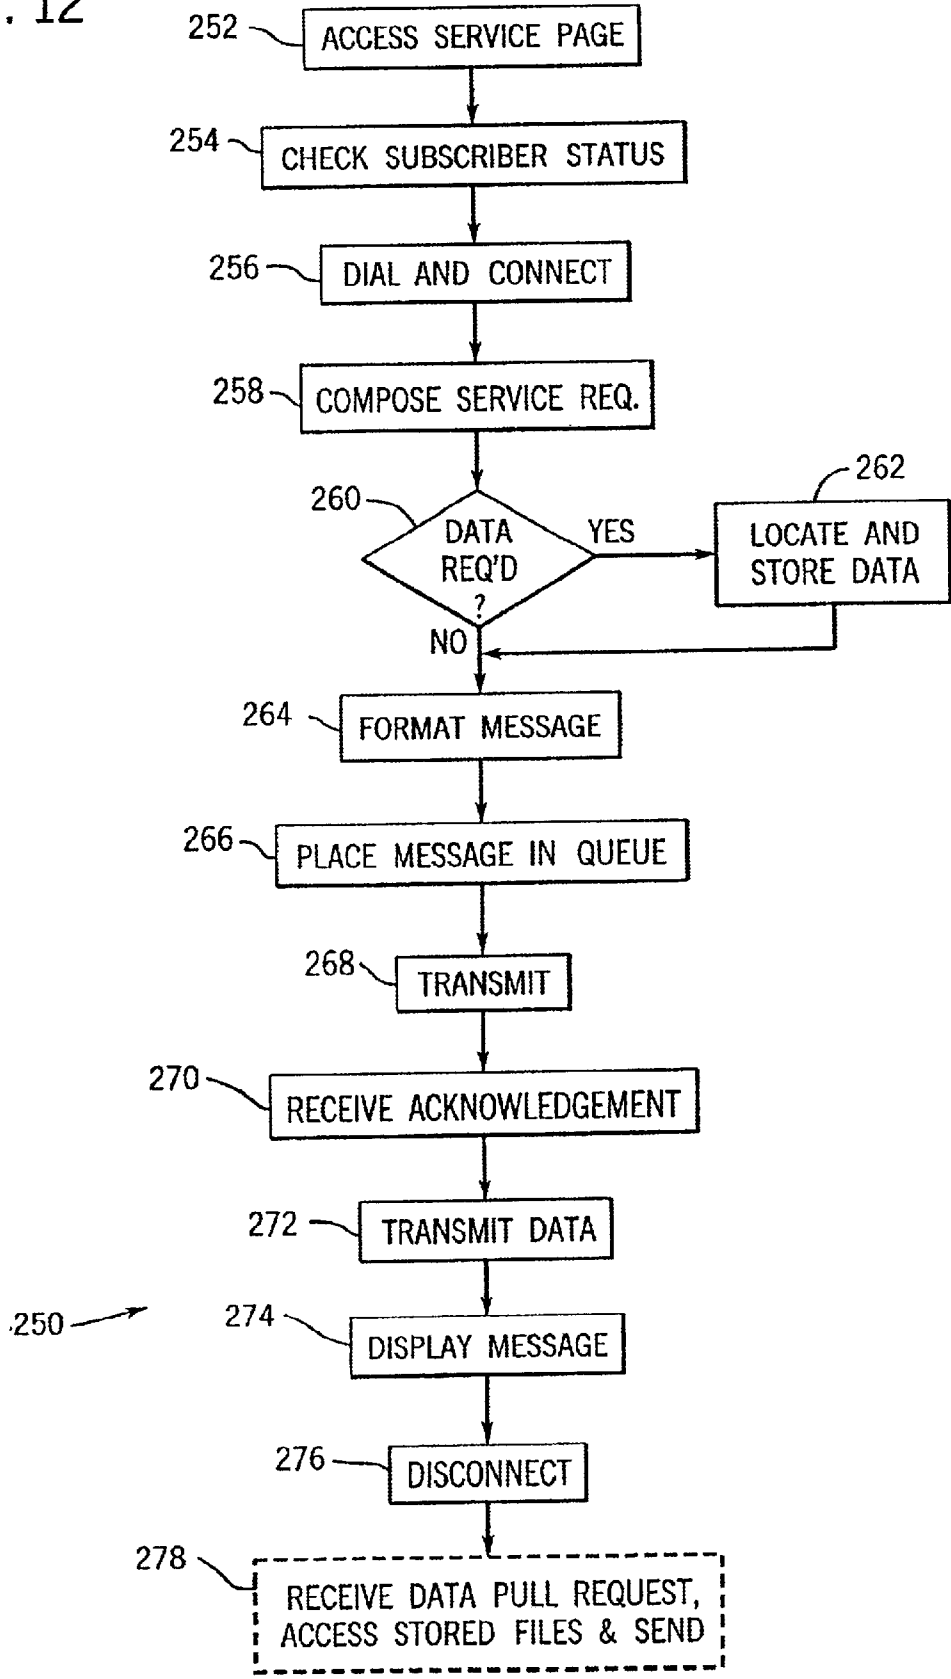 . 12
252 ACCESS SERVICE PAGE
254 CHECK SUBSCRIBER STATUS
256 DIAL AND CONNECT
258 COMPOSE SERVICE REQ.
262
260 DATA YES LOCATE AND
REQ'D STORE DATA
?
NO
264 FORMAT MESSAGE
266 PLACE MESSAGE IN QUEUE
268 TRANSMIT
270 RECEIVE ACKNOWLEDGEMENT
272 TRANSMIT DATA
250
274 DISPLAY MESSAGE
276 DISCONNECT
278 RECEIVE DATA PULL REQUEST,
ACCESS STORED FILES & SEND